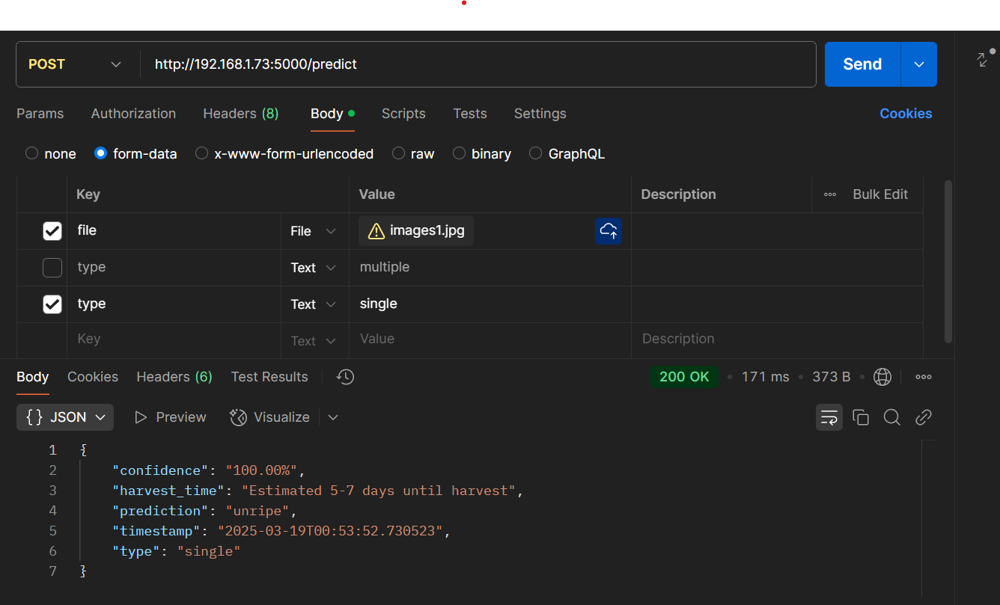 POST http://192.168.1.73:5000/predict Send
Params Authorization Headers (8) Body Scripts Tests Settings Cookies
none form-data x-www-form-urlencoded raw binary GraphQL
Key Value Description Bulk Edit
file File images1.jpg
type Text multiple
type Text single
Key Text Value Description
Body Cookies Headers (6) Test Results 200 OK 171 ms 373 B
{} JSON Preview Visualize
1 {
2 "confidence": "100.00%",
3 "harvest_time": "Estimated 5-7 days until harvest",
4 "prediction": "unripe",
5 "timestamp": "2025-03-19T00:53:52.730523",
6 "type": "single"
7 }